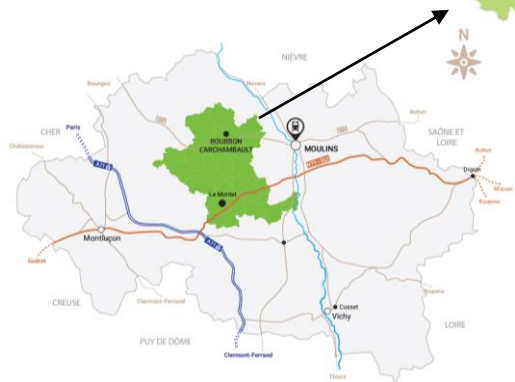 N
NIÈVRE
Bourges
Nevers
CHER
Paris
Autun
BOURBON
L'ARCHAMBAULT
MOULINS
SAÔNE ET
LOIRE
Châteauroux
A71
Autun
Digoin
Macon
Roanne
Le Montet
Montluçon
A71
Guéret
Roanne
CREUSE
Clermont-Ferrand
Cusset
Vichy
LOIRE
PUY DE DÔME
Clermont-Ferrand
Thiers